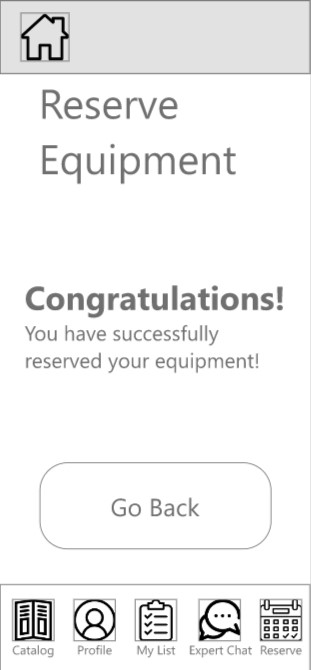 Reserve
Equipment
Congratulations!
You have successfully
reserved your equipment!
Go Back
Catalog Profile My List Expert Chat Reserve